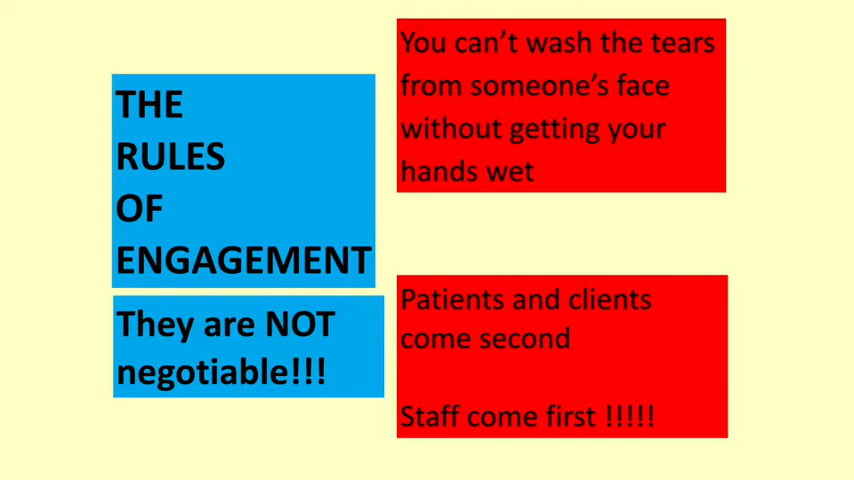 THE
RULES
OF
ENGAGEMENT
They are NOT
negotiable!!!
You can’t wash the tears
from someone’s face
without getting your
hands wet
Patients and clients
come second
Staff come first !!!!!